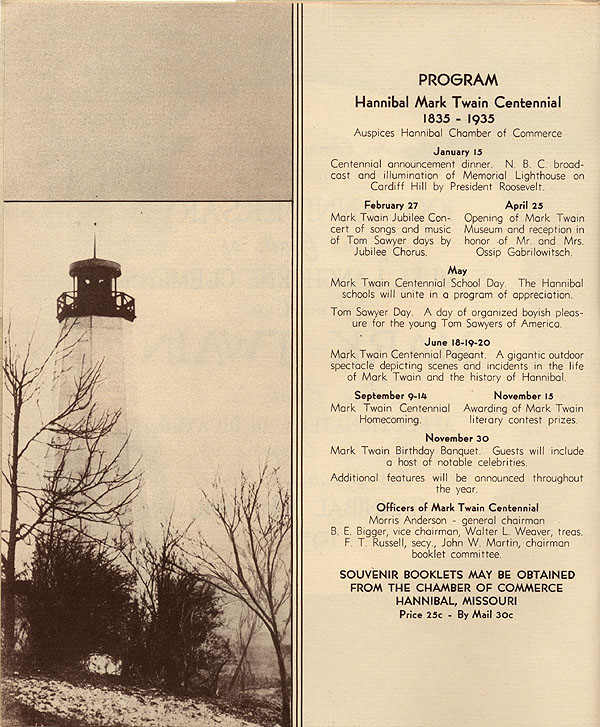 PROGRAM
Hannibal Mark Twain Centennial
1835 - 1935
Auspices Hannibal Chamber of Commerce
January 15
Centennial announcement dinner. N. B. C. broad-
cast and illumination of Memorial Lighthouse on
Cardiff Hill by President Roosevelt.
February 27
Mark Twain Jubilee Con-
cert of songs and music
of Tom Sawyer days by
Jubilee Chorus.
April 25
Opening of Mark Twain
Museum and reception in
honor of Mr. and Mrs.
Ossip Gabrilowitsch.
May
Mark Twain Centennial School Day. The Hannibal
schools will unite in a program of appreciation.
Tom Sawyer Day. A day of organized boyish pleas-
ure for the young Tom Sawyers of America.
June 18-19-20
Mark Twain Centennial Pageant. A gigantic outdoor
spectacle depicting scenes and incidents in the life
of Mark Twain and the history of Hannibal.
September 9-14
Mark Twain Centennial
Homecoming.
November 15
Awarding of Mark Twain
literary contest prizes.
November 30
Mark Twain Birthday Banquet. Guests will include
a host of notable celebrities.
Additional features will be announced throughout
the year.
Officers of Mark Twain Centennial
Morris Anderson - general chairman
B. E. Bigger, vice chairman, Walter L. Weaver, treas.
F. T. Russell, secy., John W. Martin, chairman
booklet committee.
SOUVENIR BOOKLETS MAY BE OBTAINED
FROM THE CHAMBER OF COMMERCE
HANNIBAL, MISSOURI
Price 25c - By Mail 30c